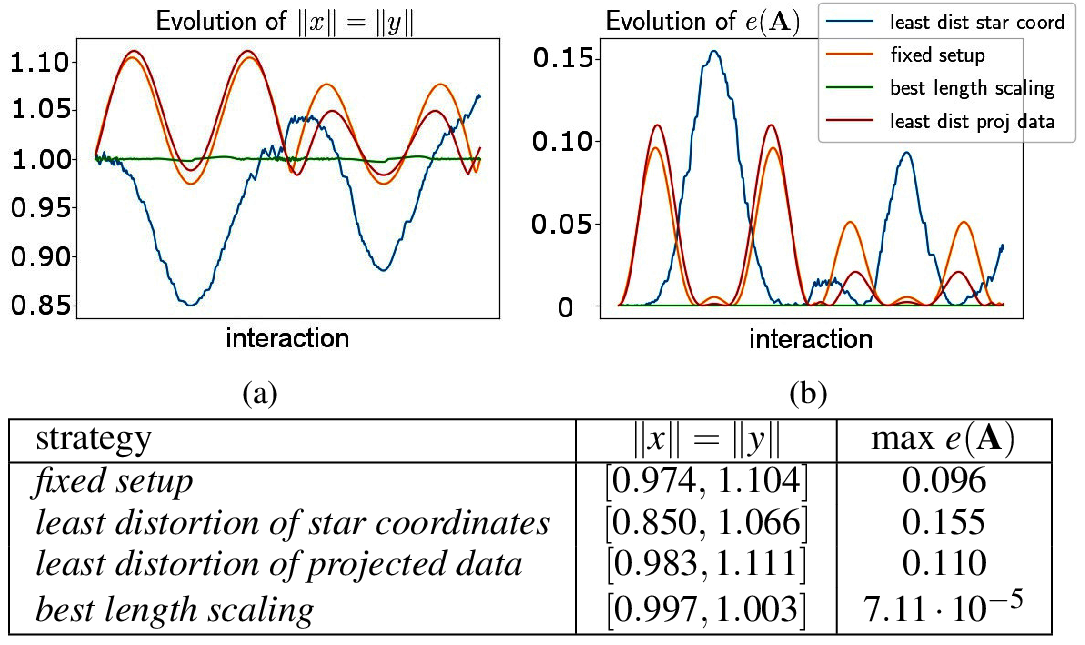 Evolution of ‖x‖ = ‖y‖
1.10
1.05
1.00
0.95
0.90
0.85
interaction
(a)
Evolution of e(A)
0.15
0.10
0.05
0
least dist star coord
fixed setup
best length scaling
least dist proj data
interaction
(b)
strategy ‖x‖ = ‖y‖ max e(A)
fixed setup [0.974, 1.104] 0.096
least distortion of star coordinates [0.850, 1.066] 0.155
least distortion of projected data [0.983, 1.111] 0.110
best length scaling [0.997, 1.003] 7.11 · 10⁻⁵